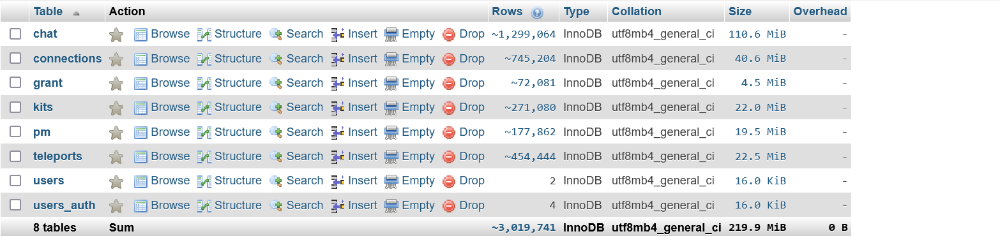 Table Action Rows Type Collation Size Overhead
chat Browse Structure Search Insert Empty Drop ~1,299,064 InnoDB utf8mb4_general_ci 110.6 MiB -
connections Browse Structure Search Insert Empty Drop ~745,204 InnoDB utf8mb4_general_ci 40.6 MiB -
grant Browse Structure Search Insert Empty Drop ~72,081 InnoDB utf8mb4_general_ci 4.5 MiB -
kits Browse Structure Search Insert Empty Drop ~271,080 InnoDB utf8mb4_general_ci 22.0 MiB -
pm Browse Structure Search Insert Empty Drop ~177,862 InnoDB utf8mb4_general_ci 19.5 MiB -
teleports Browse Structure Search Insert Empty Drop ~454,444 InnoDB utf8mb4_general_ci 22.5 MiB -
users Browse Structure Search Insert Empty Drop 2 InnoDB utf8mb4_general_ci 16.0 KiB -
users_auth Browse Structure Search Insert Empty Drop 4 InnoDB utf8mb4_general_ci 16.0 KiB -
8 tables Sum ~3,019,741 InnoDB utf8mb4_general_ci 219.9 MiB 0 B